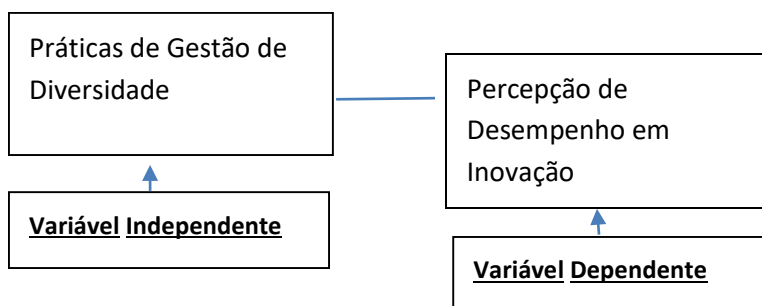 Práticas de Gestão de
Diversidade
Percepção de
Desempenho em
Inovação
Variável Independente
Variável Dependente